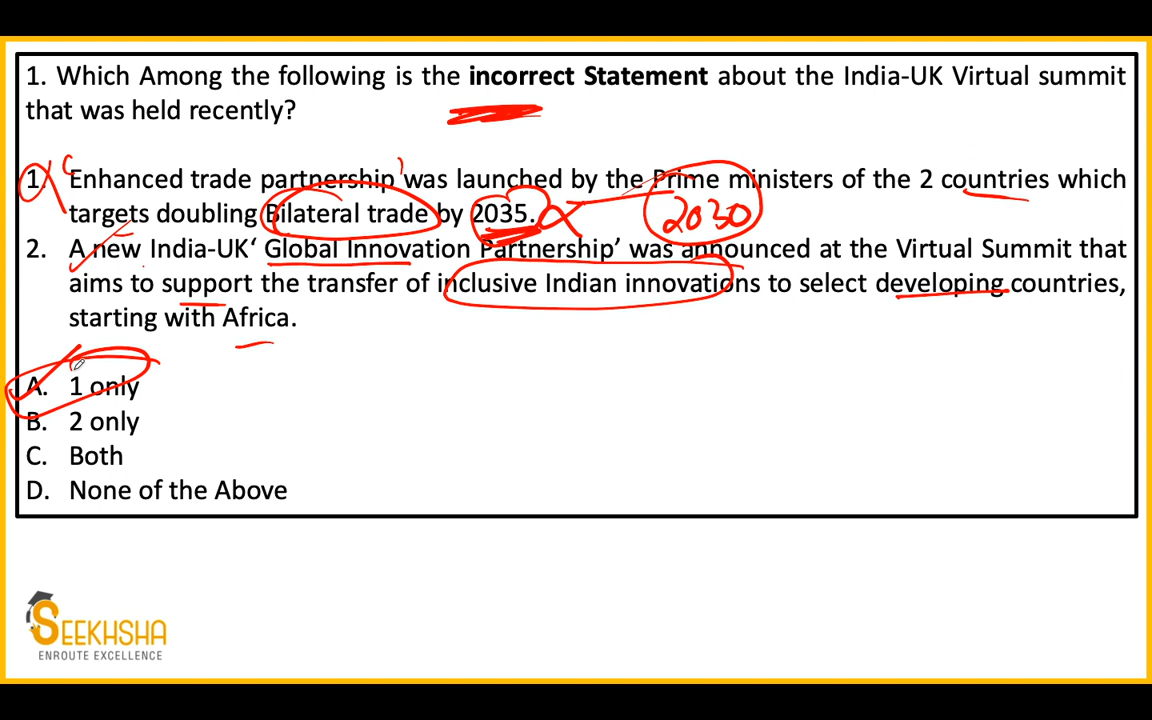 1. Which Among the following is the incorrect Statement about the India-UK Virtual summit
that was held recently?
1. Enhanced trade partnership was launched by the Prime ministers of the 2 countries which
targets doubling Bilateral trade by 2035.
2030
2. A new India-UK‘ Global Innovation Partnership’ was announced at the Virtual Summit that
aims to support the transfer of inclusive Indian innovations to select developing countries,
starting with Africa.
A. 1 only
B. 2 only
C. Both
D. None of the Above
SEEKHSHA
ENROUTE EXCELLENCE